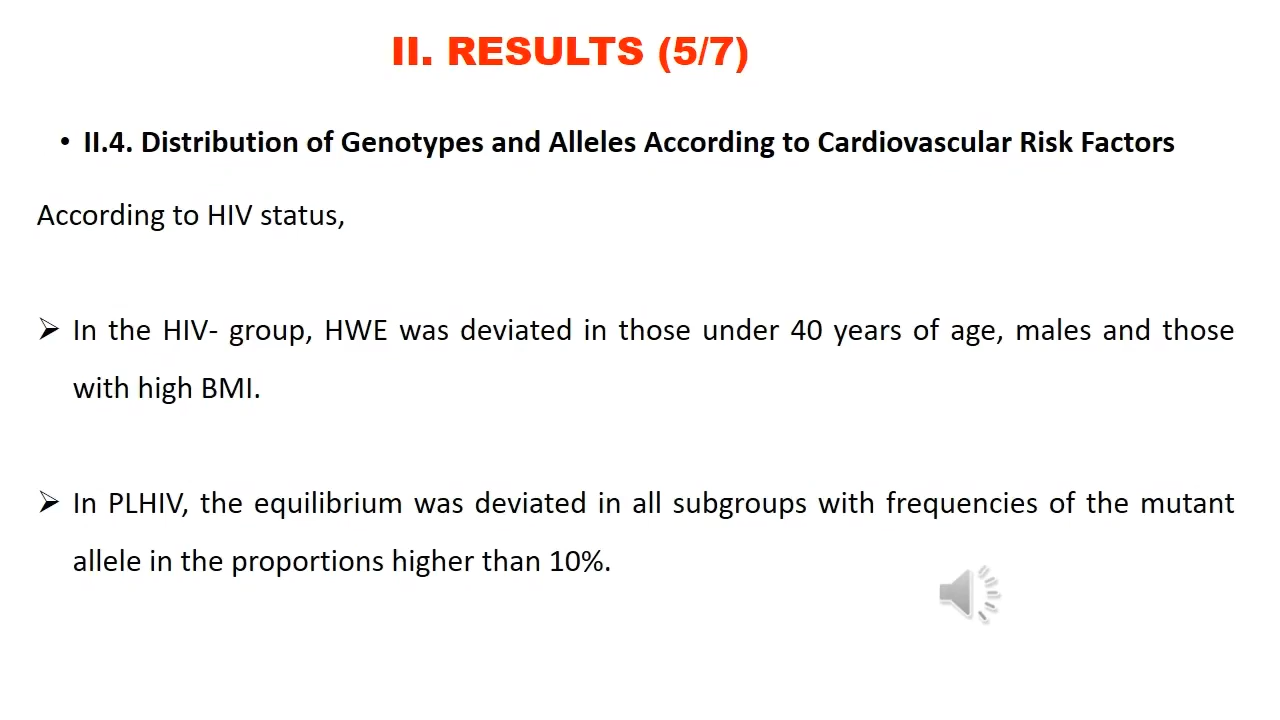 II. RESULTS (5/7)
• II.4. Distribution of Genotypes and Alleles According to Cardiovascular Risk Factors
According to HIV status,
➢ In the HIV- group, HWE was deviated in those under 40 years of age, males and those
with high BMI.
➢ In PLHIV, the equilibrium was deviated in all subgroups with frequencies of the mutant
allele in the proportions higher than 10%.